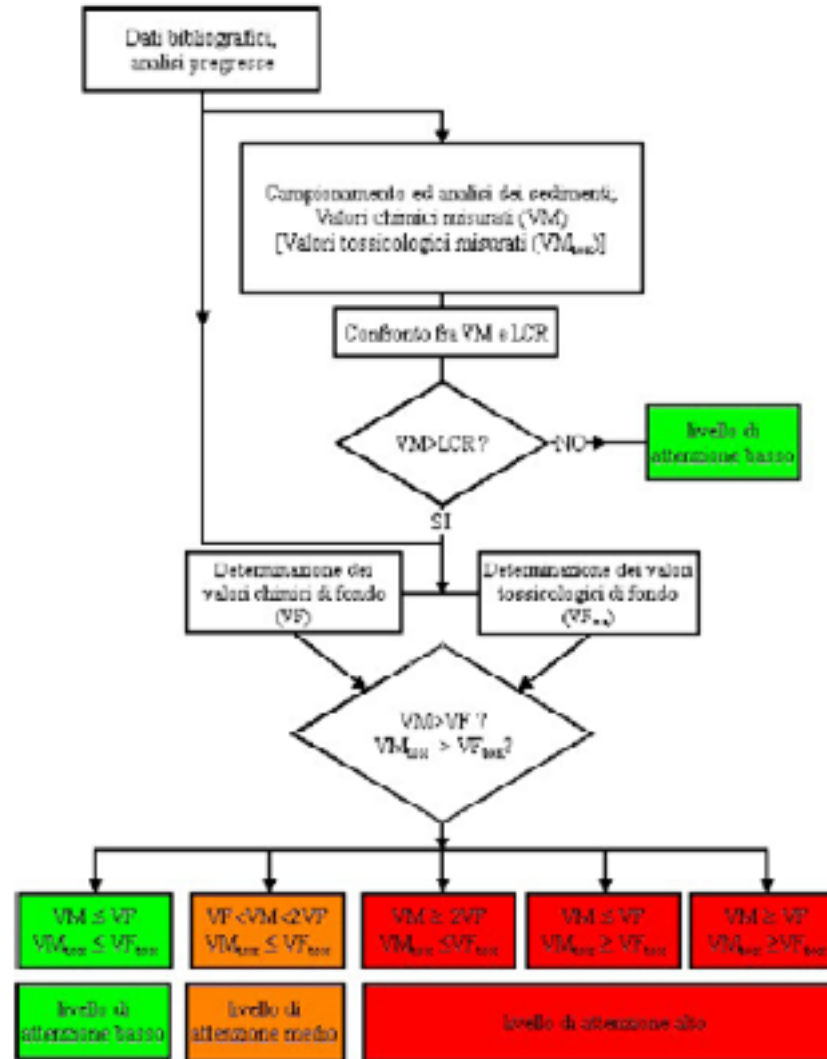 Dati bibliografici,
analisi pregresse
Campionamento ed analisi dei sedimenti,
Valori chimici misurati (VM)
[Valori tossicologici misurati (VMtox)]
Confronto fra VM e LCR
VM>LCR ?
NO
livello di
attenzione basso
SI
Determinazione dei
valori chimici di fondo
(VF)
Determinazione dei valori
tossicologici di fondo
(VFtox)
VM>VF ?
VMtox > VFtox?
VM ≤ VF
VMtox ≤ VFtox
VF <VM <2VF
VMtox ≤ VFtox
VM ≥ 2VF
VMtox ≤VFtox
VM ≤ VF
VMtox ≥ VFtox
VM ≥ VF
VMtox ≥VFtox
livello di
attenzione basso
livello di
attenzione medio
livello di attenzione alto